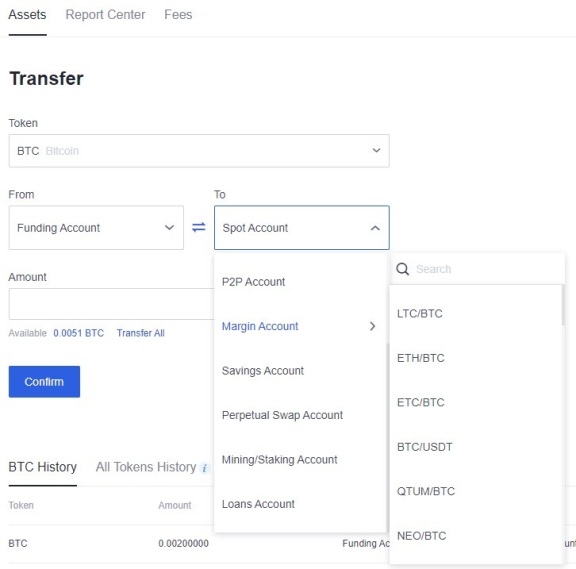 Assets Report Center Fees
Transfer
Token
BTC Bitcoin
From To
Funding Account Spot Account
Amount
Available 0.0051 BTC Transfer All
Confirm
P2P Account
Margin Account
Savings Account
Perpetual Swap Account
Mining/Staking Account
Loans Account
Search
LTC/BTC
ETH/BTC
ETC/BTC
BTC/USDT
QTUM/BTC
NEO/BTC
BTC History All Tokens History i
Token Amount
BTC 0.00200000 Funding Ac